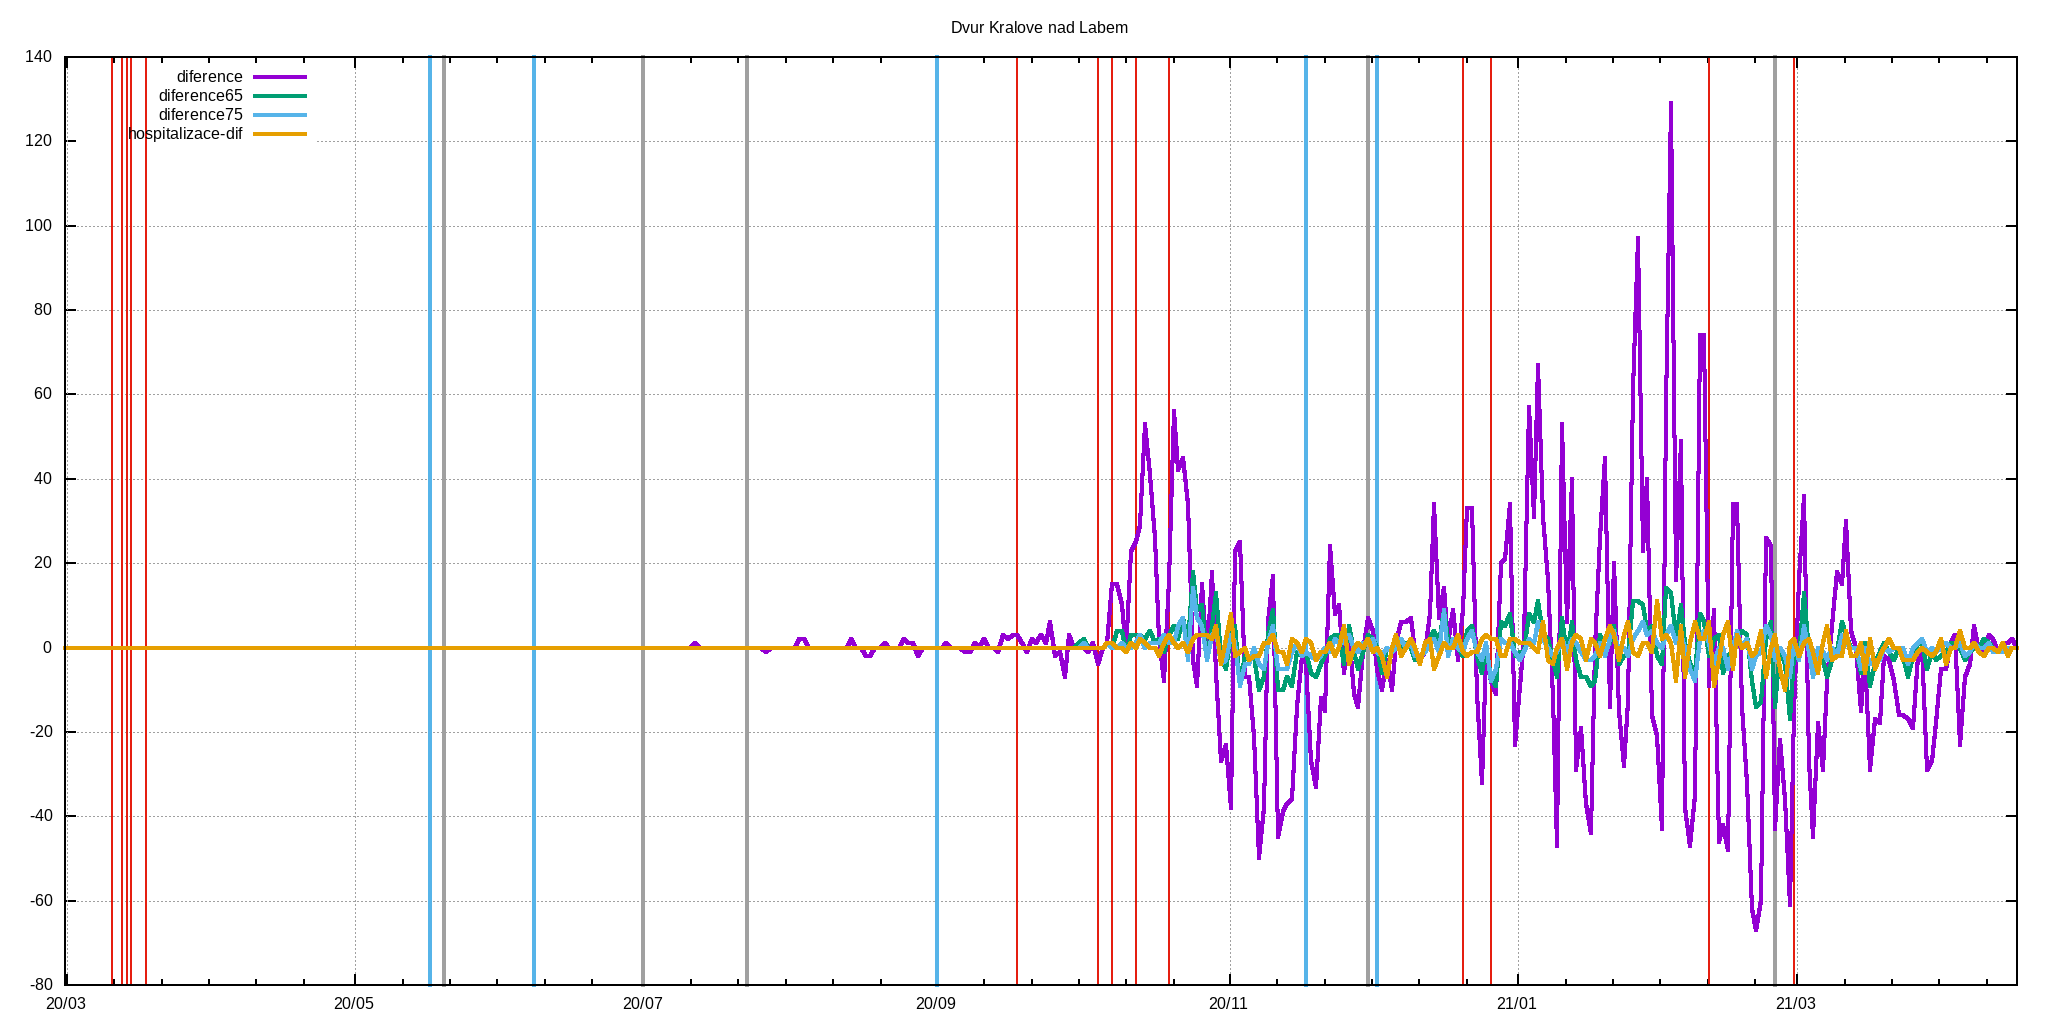 Dvur Kralove nad Labem
140
120
100
80
60
40
20
0
-20
-40
-60
-80
diference
diference65
diference75
hospitalizace-dif
20/03 20/05 20/07 20/09 20/11 21/01 21/03